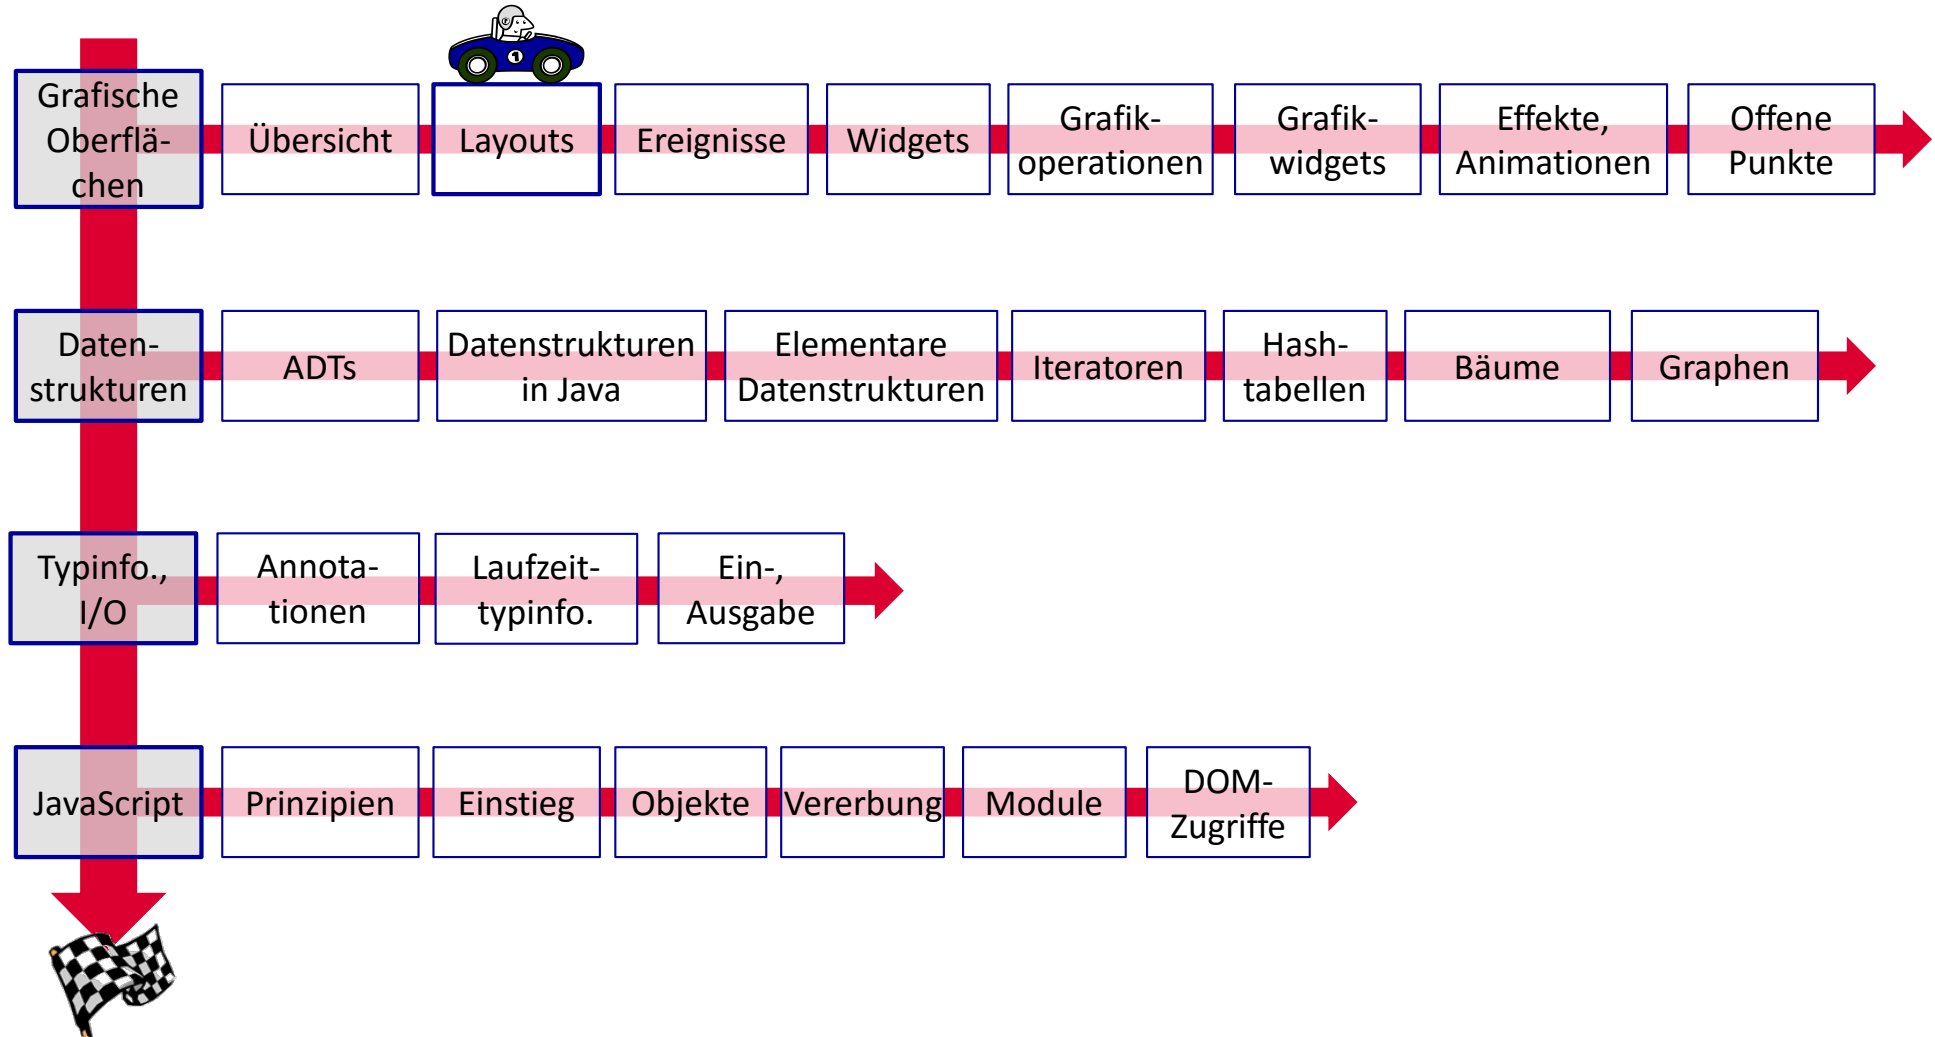 Grafische
Oberflä-
chen
Übersicht
Layouts
Ereignisse
Widgets
Grafik-
operationen
Grafik-
widgets
Effekte,
Animationen
Offene
Punkte
1
Daten-
strukturen
ADTs
Datenstrukturen
in Java
Elementare
Datenstrukturen
Iteratoren
Hash-
tabellen
Bäume
Graphen
Typinfo.,
I/O
Annota-
tionen
Laufzeit-
typinfo.
Ein-,
Ausgabe
JavaScript
Prinzipien
Einstieg
Objekte
Vererbung
Module
DOM-
Zugriffe